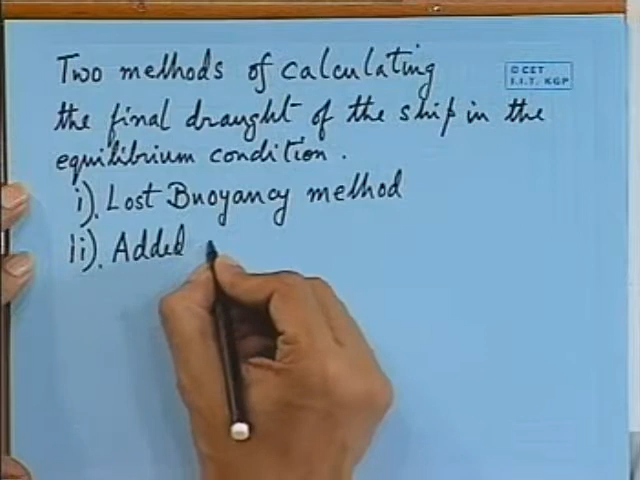 Two methods of calculating
© CET
I.I.T. KGP
the final draught of the ship in the
equilibrium condition.
i). Lost Buoyancy method
ii). Added